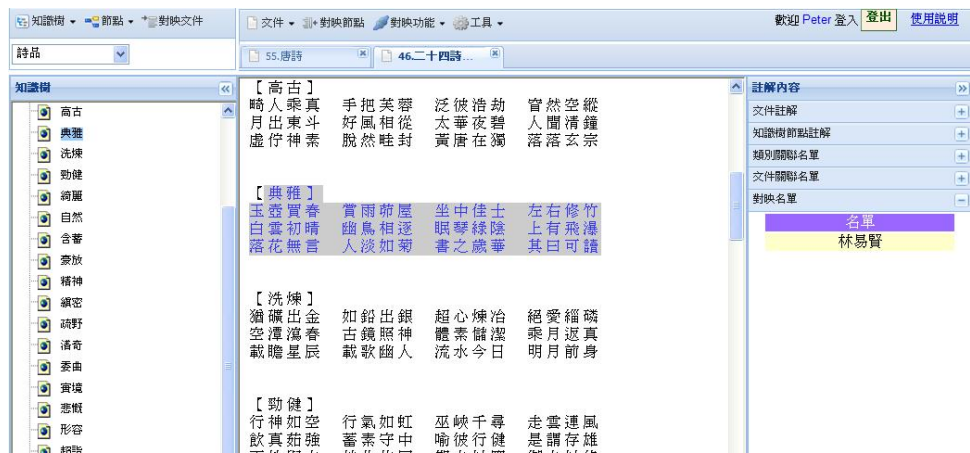 知識樹 節點 對映文件 文件 對映節點 對映功能 工具 歡迎 Peter 登入 登出 使用說明
詩品
55.唐詩 46.二十四詩...
知識樹
高古
典雅
洗煉
勁健
綺麗
自然
含蓄
豪放
精神
縝密
疏野
清奇
委曲
實境
悲慨
形容
超詣
【高古】
畸人乘真 手把芙蓉 泛彼浩劫 窅然空縱
月出東斗 好風相從 太華夜碧 人聞清鐘
虛佇神素 脫然畦封 黃唐在獨 落落玄宗
【典雅】
玉壺買春 賞雨茆屋 坐中佳士 左右修竹
白雲初晴 幽鳥相逐 眠琴綠陰 上有飛瀑
落花無言 人淡如菊 書之歲華 其曰可讀
【洗煉】
猶礦出金 如鉛出銀 超心煉冶 絕愛緇磷
空潭瀉春 古鏡照神 體素儲潔 乘月返真
載瞻星辰 載歌幽人 流水今日 明月前身
【勁健】
行神如空 行氣如虹 巫峽千尋 走雲連風
飲真茹強 蓄素守中 喻彼行健 是謂存雄
註解內容
文件註解
知識樹節點註解
類別關聯名單
文件關聯名單
對映名單
名單
林易賢